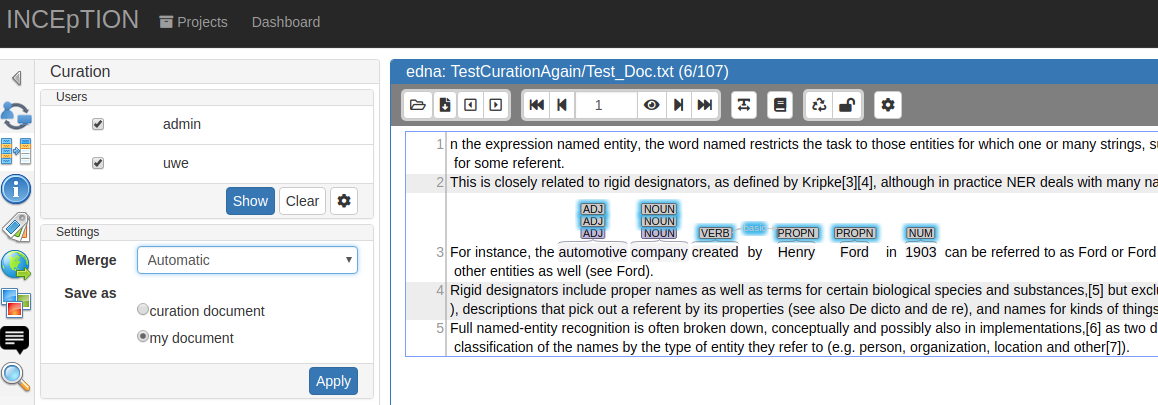 INCEpTION Projects Dashboard
Curation
Users
admin
uwe
Show Clear
Settings
Merge Automatic
Save as
curation document
my document
Apply
edna: TestCurationAgain/Test_Doc.txt (6/107)
1
1 n the expression named entity, the word named restricts the task to those entities for which one or many strings, su
for some referent.
2 This is closely related to rigid designators, as defined by Kripke[3][4], although in practice NER deals with many na
ADJ NOUN
ADJ NOUN
ADJ NOUN VERB basic PROPN PROPN NUM
3 For instance, the automotive company created by Henry Ford in 1903 can be referred to as Ford or Ford
other entities as well (see Ford).
4 Rigid designators include proper names as well as terms for certain biological species and substances,[5] but exclu
), descriptions that pick out a referent by its properties (see also De dicto and de re), and names for kinds of things
5 Full named-entity recognition is often broken down, conceptually and possibly also in implementations,[6] as two d
classification of the names by the type of entity they refer to (e.g. person, organization, location and other[7]).